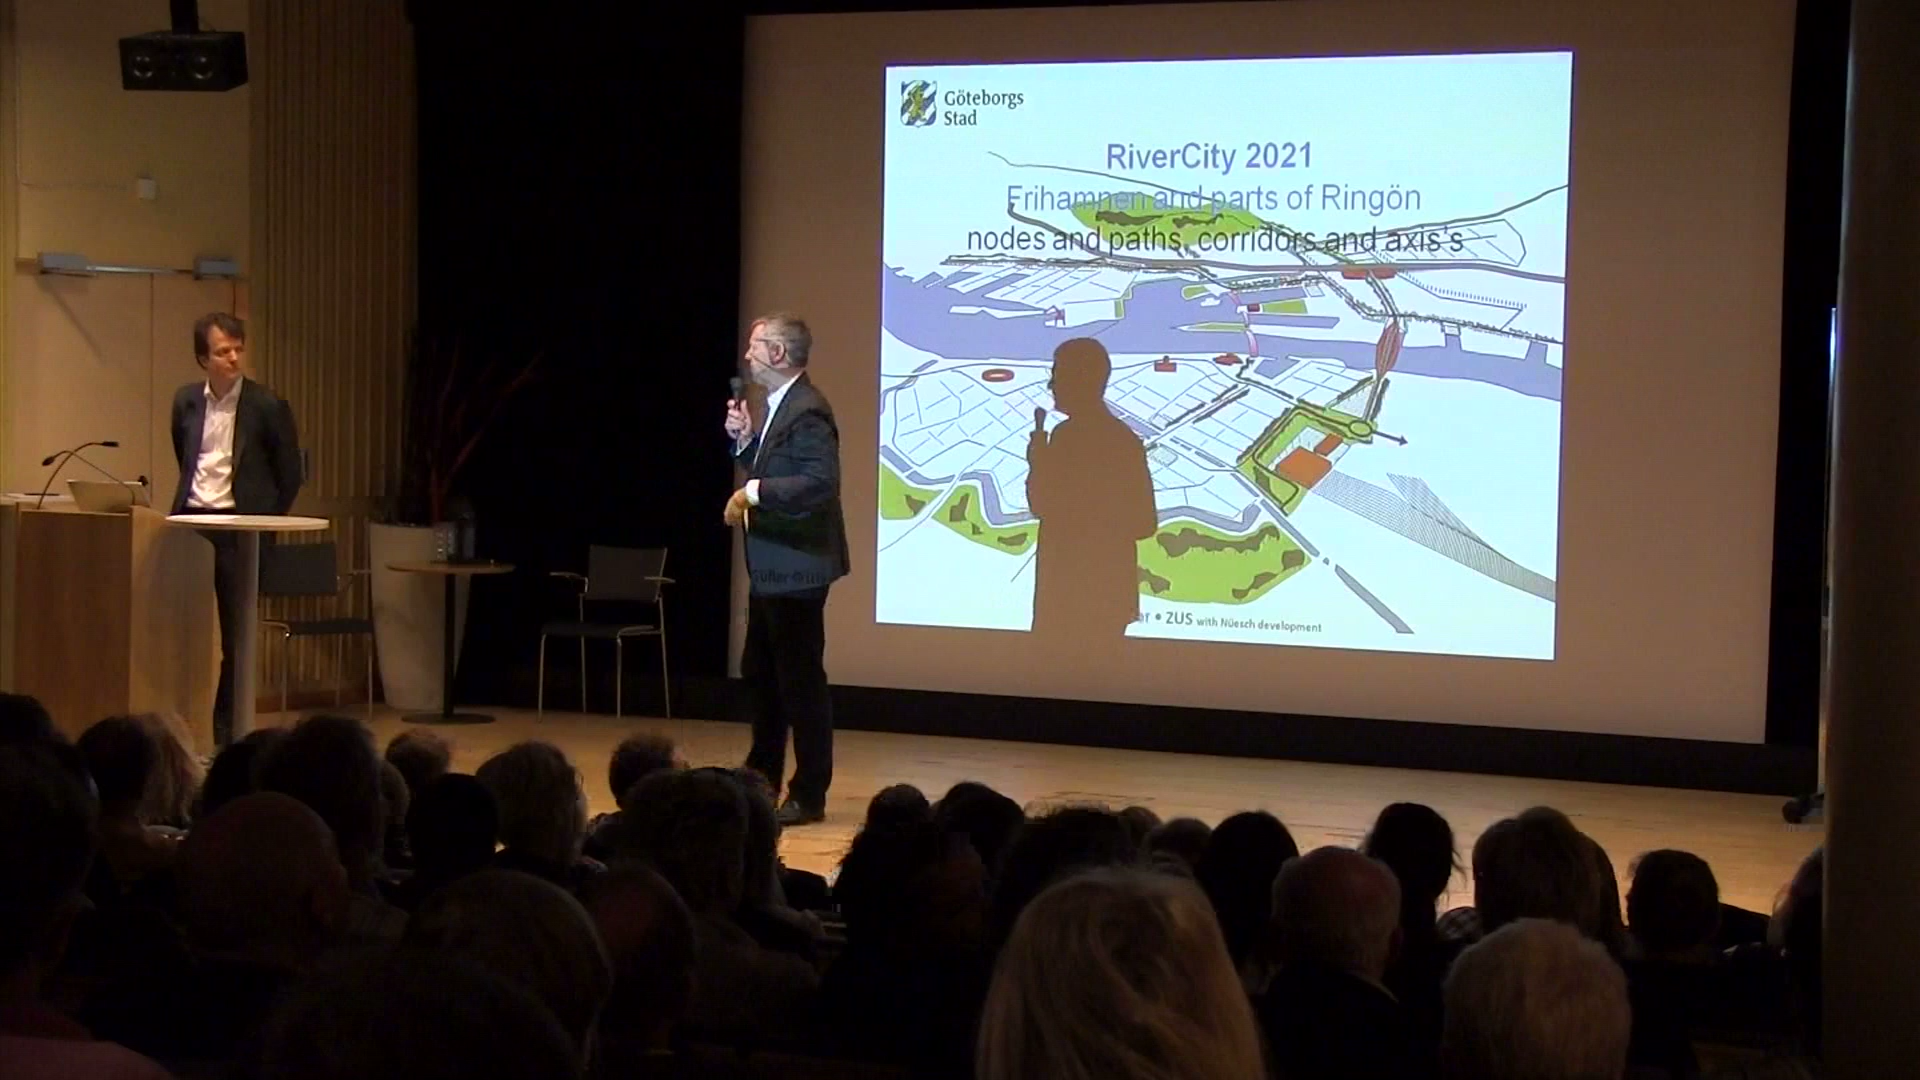 Göteborgs
Stad
RiverCity 2021
Frihamnen and parts of Ringön
nodes and paths, corridors and axis's
• ZUS with Nüesch development